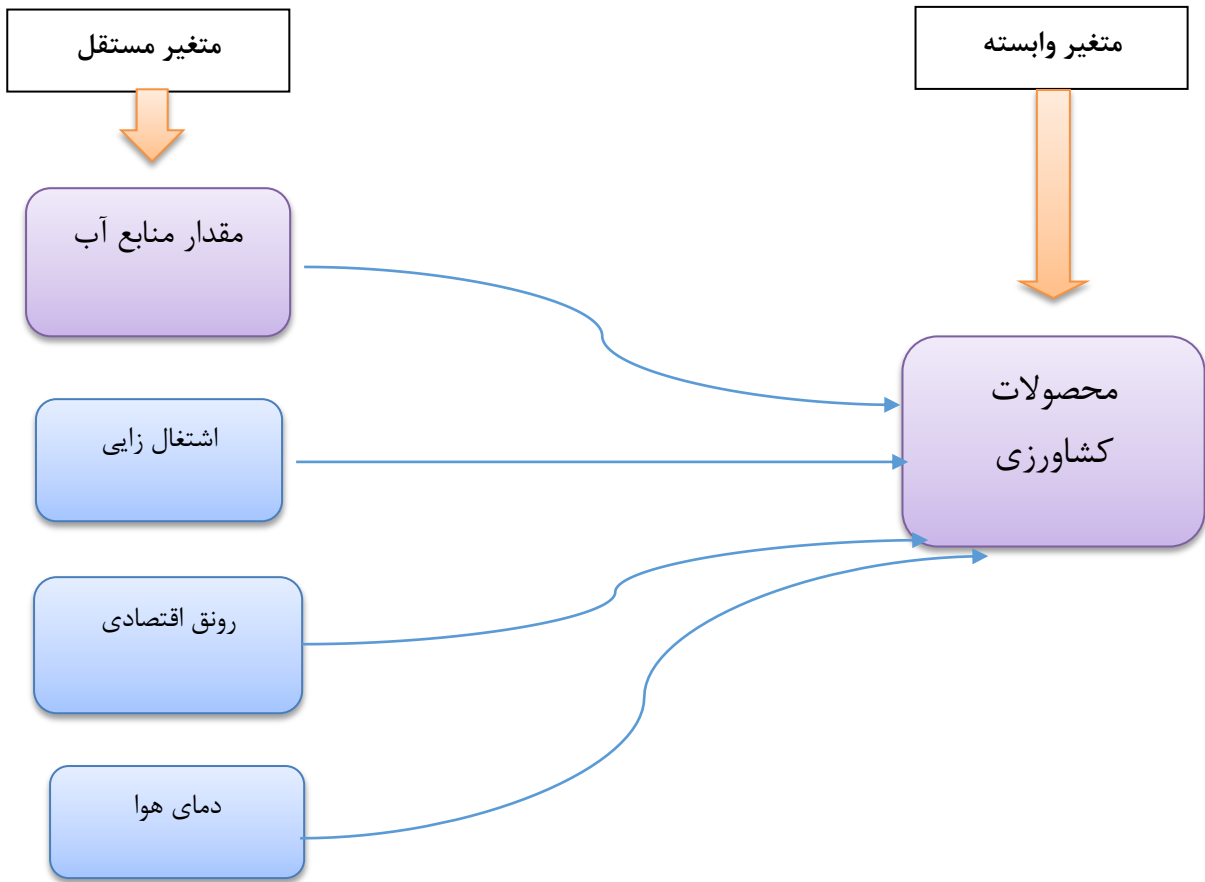 متغیر وابسته
متغیر مستقل
مقدار منابع آب
محصولات
کشاورزی
اشتغال زایی
رونق اقتصادی
دمای هوا